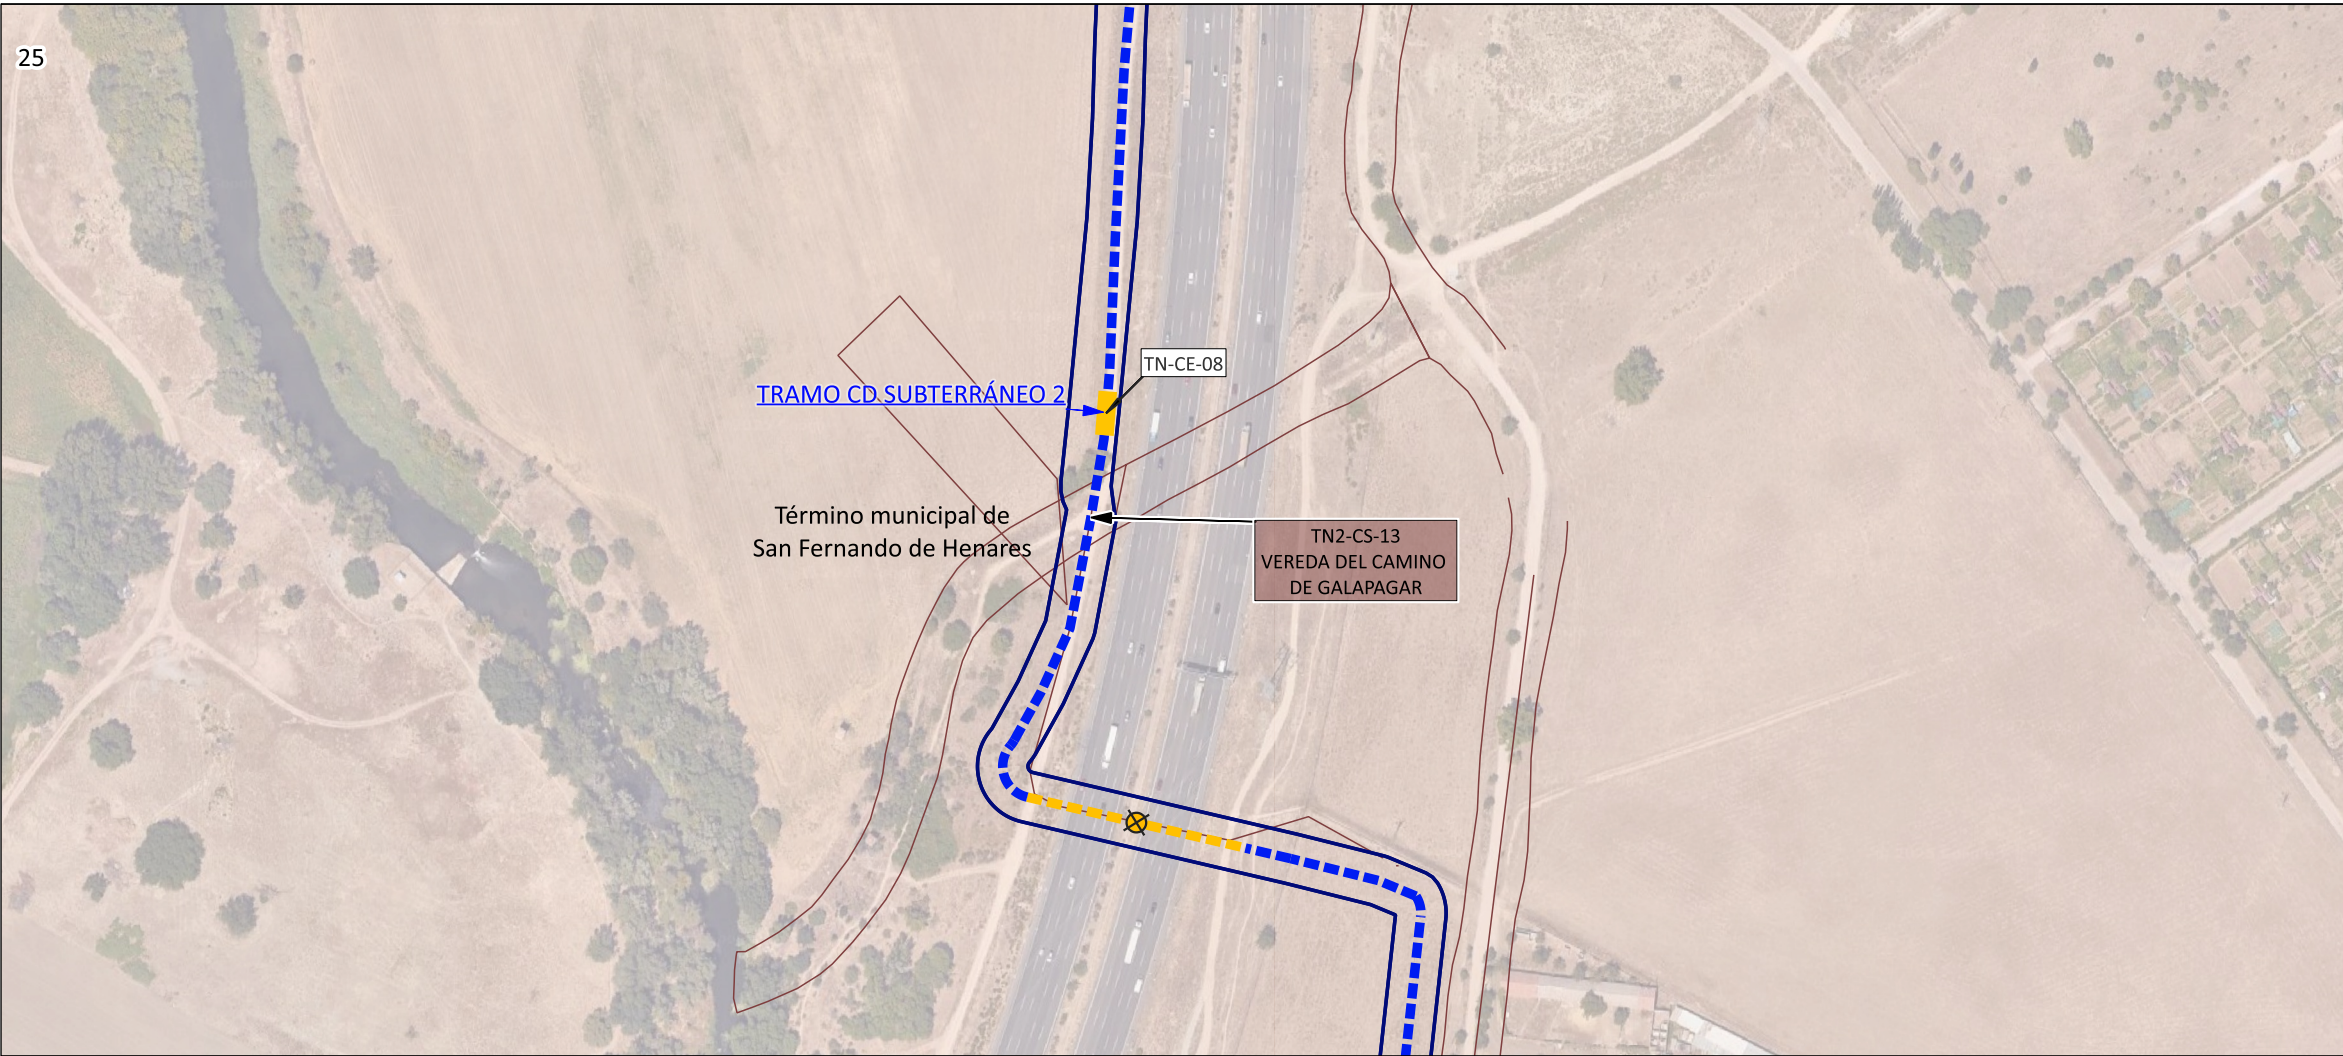 25
TN-CE-08
TRAMO CD SUBTERRÁNEO 2
Término municipal de
San Fernando de Henares
TN2-CS-13
VEREDA DEL CAMINO
DE GALAPAGAR